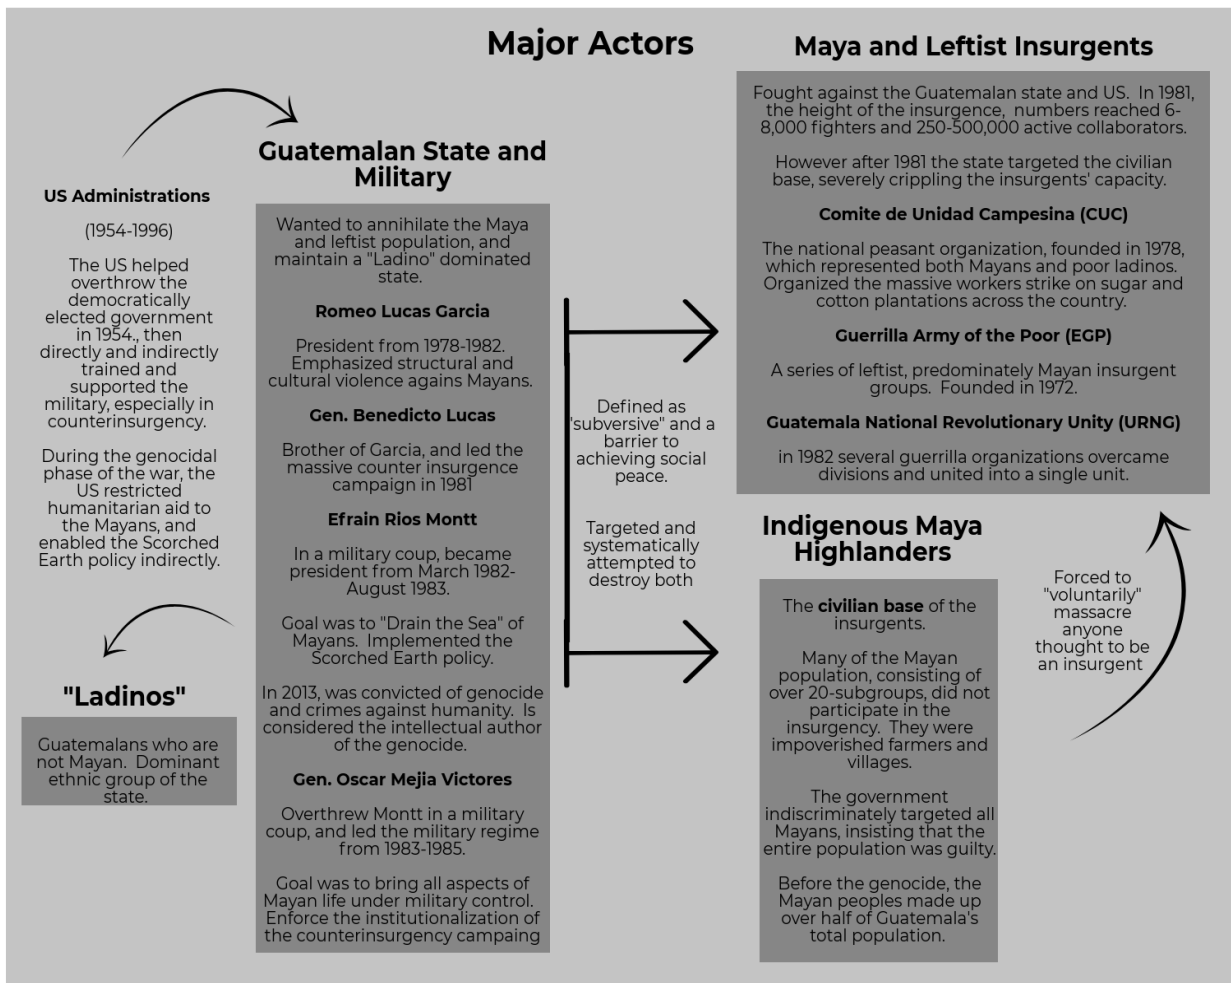 Major Actors
US Administrations
(1954-1996)
The US helped
overthrow the
democratically
elected government
in 1954., then
directly and indirectly
trained and
supported the
military, especially in
counterinsurgency.
During the genocidal
phase of the war, the
US restricted
humanitarian aid to
the Mayans, and
enabled the Scorched
Earth policy indirectly.
"Ladinos"
Guatemalans who are
not Mayan.  Dominant
ethnic group of the
state.
Guatemalan State and
Military
Wanted to annihilate the Maya
and leftist population, and
maintain a "Ladino" dominated
state.
Romeo Lucas Garcia
President from 1978-1982.
Emphasized structural and
cultural violence agains Mayans.
Gen. Benedicto Lucas
Brother of Garcia, and led the
massive counter insurgence
campaign in 1981
Efrain Rios Montt
In a military coup, became
president from March 1982-
August 1983.
Goal was to "Drain the Sea" of
Mayans.  Implemented the
Scorched Earth policy.
In 2013, was convicted of genocide
and crimes against humanity.  Is
considered the intellectual author
of the genocide.
Gen. Oscar Mejia Victores
Overthrew Montt in a military
coup, and led the military regime
from 1983-1985.
Goal was to bring all aspects of
Mayan life under military control.
Enforce the institutionalization of
the counterinsurgency campaing
Defined as
"subversive" and a
barrier to
achieving social
peace.
Targeted and
systematically
attempted to
destroy both
Maya and Leftist Insurgents
Fought against the Guatemalan state and US.  In 1981,
the height of the insurgence,  numbers reached 6-
8,000 fighters and 250-500,000 active collaborators.
However after 1981 the state targeted the civilian
base, severely crippling the insurgents' capacity.
Comite de Unidad Campesina (CUC)
The national peasant organization, founded in 1978,
which represented both Mayans and poor ladinos.
Organized the massive workers strike on sugar and
cotton plantations across the country.
Guerrilla Army of the Poor (EGP)
A series of leftist, predominately Mayan insurgent
groups.  Founded in 1972.
Guatemala National Revolutionary Unity (URNG)
in 1982 several guerrilla organizations overcame
divisions and united into a single unit.
Indigenous Maya
Highlanders
The civilian base of the
insurgents.
Many of the Mayan
population, consisting of
over 20-subgroups, did not
participate in the
insurgency.  They were
impoverished farmers and
villages.
The government
indiscriminately targeted all
Mayans, insisting that the
entire population was guilty.
Before the genocide, the
Mayan peoples made up
over half of Guatemala's
total population.
Forced to
"voluntarily"
massacre
anyone
thought to be
an insurgent